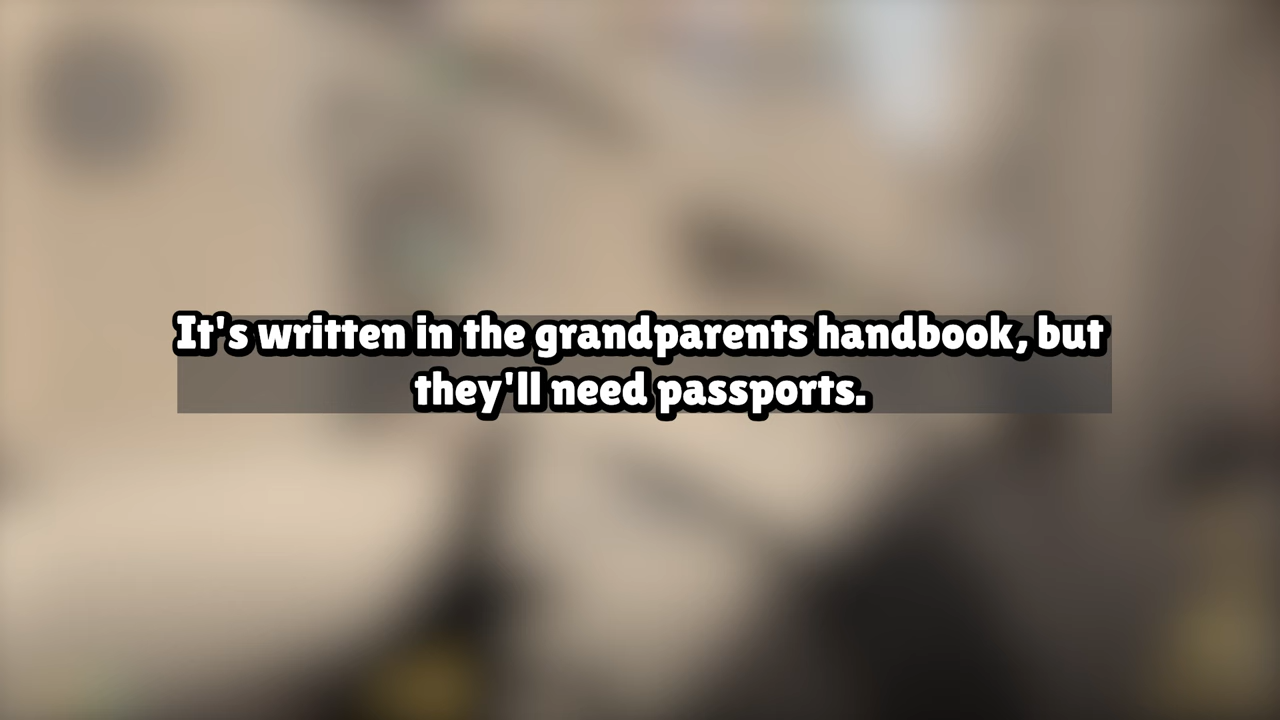 It's written in the grandparents handbook, but
they'll need passports.